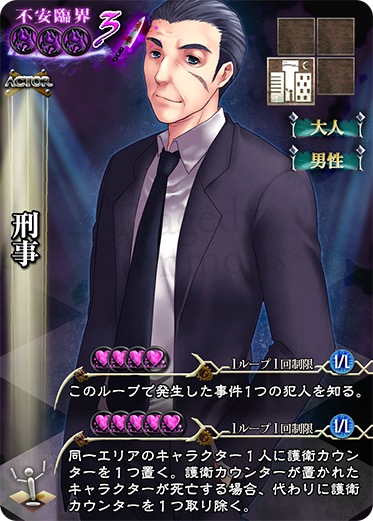 不安臨界
3
ACTOR
大人
男性
刑事
1ループ1回制限 1/L
このループで発生した事件1つの犯人を知る。
1ループ1回制限 1/L
同一エリアのキャラクター1人に護衛カウン
ターを1つ置く。護衛カウンターが置かれた
キャラクターが死亡する場合、代わりに護衛
カウンターを1つ取り除く。